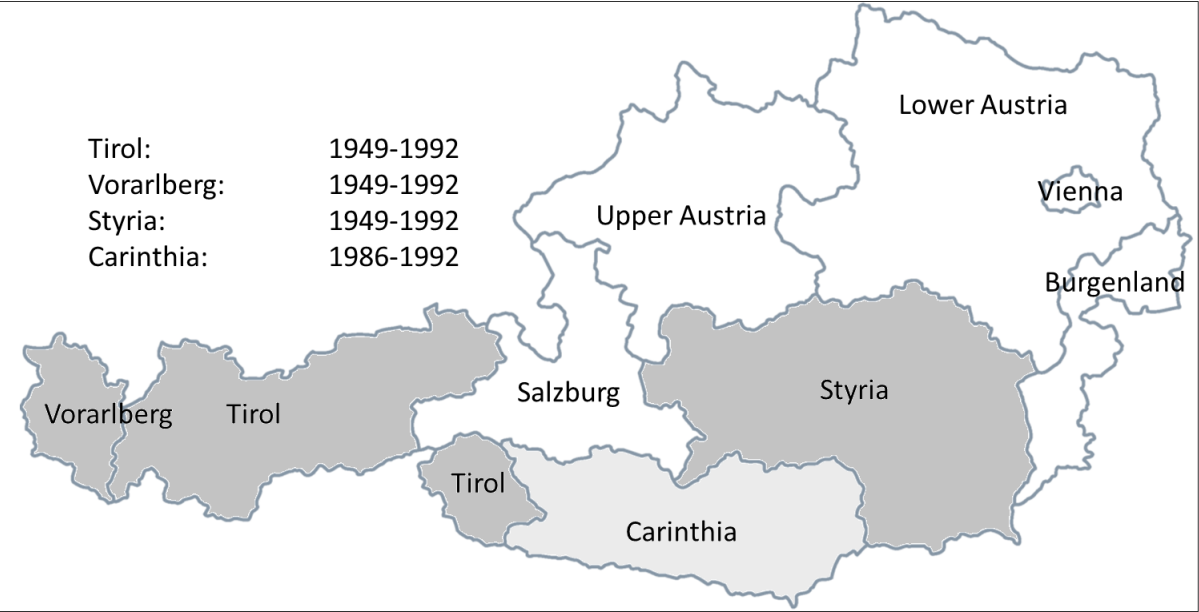 Lower Austria
Tirol: 1949-1992
Vorarlberg: 1949-1992
Styria: 1949-1992
Carinthia: 1986-1992
Vienna
Upper Austria
Burgenland
Salzburg
Styria
Vorarlberg
Tirol
Tirol
Carinthia